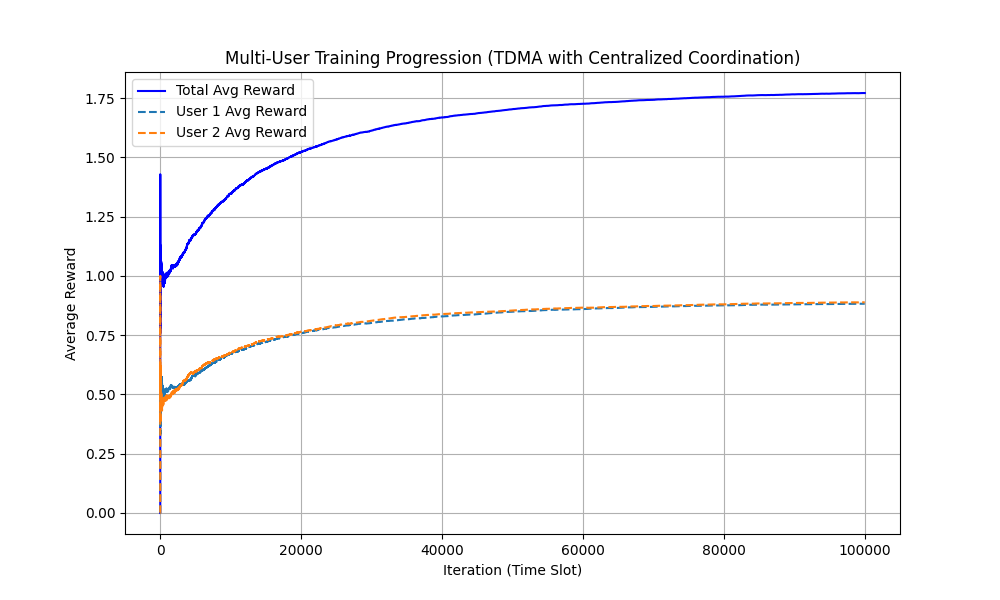 Multi-User Training Progression (TDMA with Centralized Coordination)
Total Avg Reward
User 1 Avg Reward
User 2 Avg Reward
Average Reward
1.75
1.50
1.25
1.00
0.75
0.50
0.25
0.00
0 20000 40000 60000 80000 100000
Iteration (Time Slot)